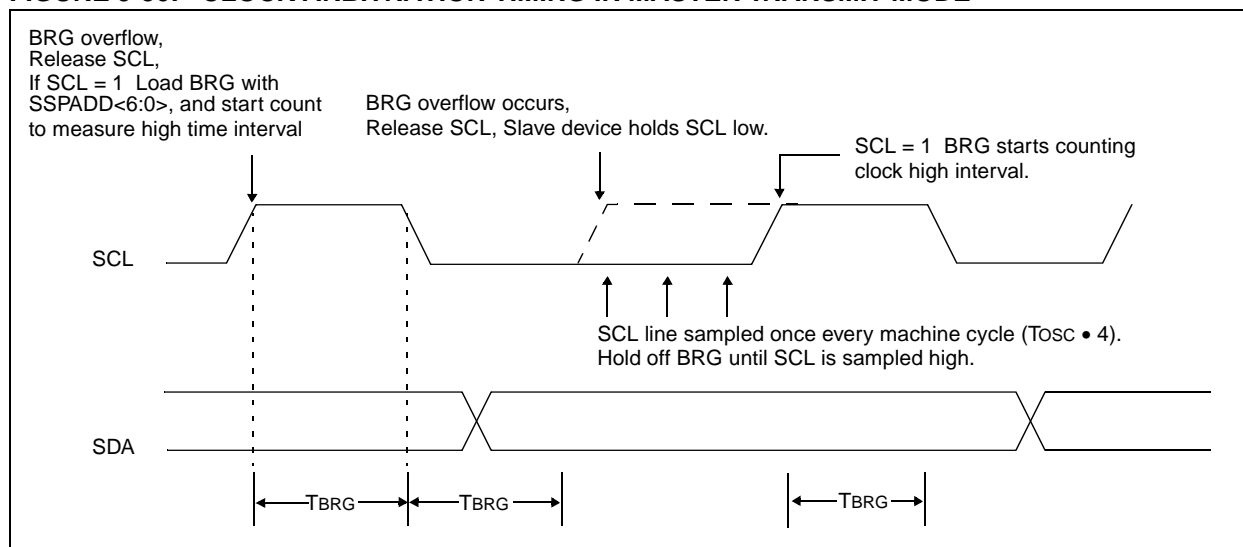 BRG overflow,
Release SCL,
If SCL = 1 Load BRG with
SSPADD<6:0>, and start count
to measure high time interval
BRG overflow occurs,
Release SCL, Slave device holds SCL low.
SCL = 1 BRG starts counting
clock high interval.
SCL
SCL line sampled once every machine cycle (TOSC • 4).
Hold off BRG until SCL is sampled high.
SDA
TBRG
TBRG
TBRG